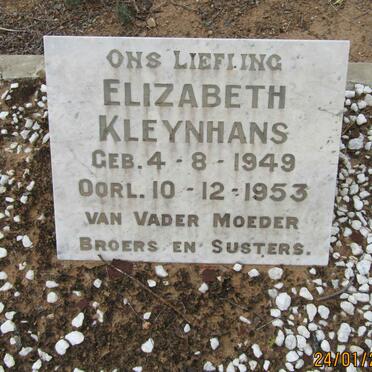 ONS LIEFLING
ELIZABETH
KLEYNHANS
GEB. 4-8-1949
OORL. 10-12-1953
VAN VADER MOEDER
BROERS EN SUSTERS.
24/01/2